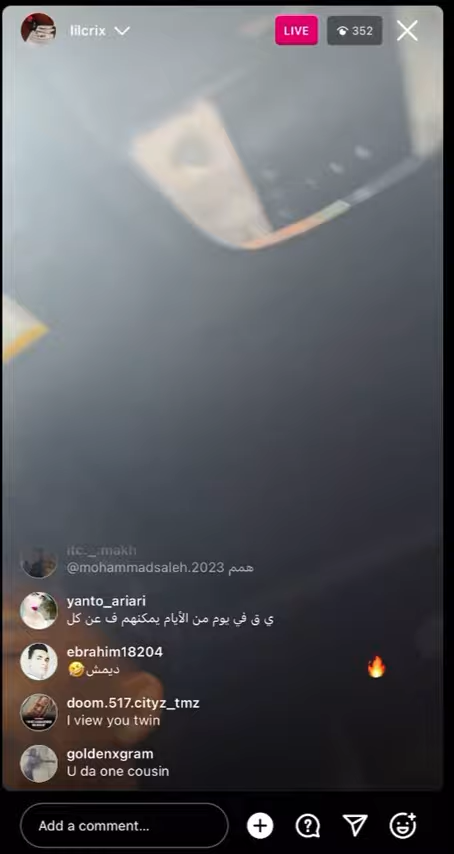 lilcrix
LIVE
352
itc._.makh
@mohammadsaleh.2023 همم
yanto_ariari
ي ق في يوم من الأيام يمكنهم ف عن كل
ebrahim18204
ديمش🤣
doom.517.cityz_tmz
I view you twin
goldenxgram
U da one cousin
Add a comment...